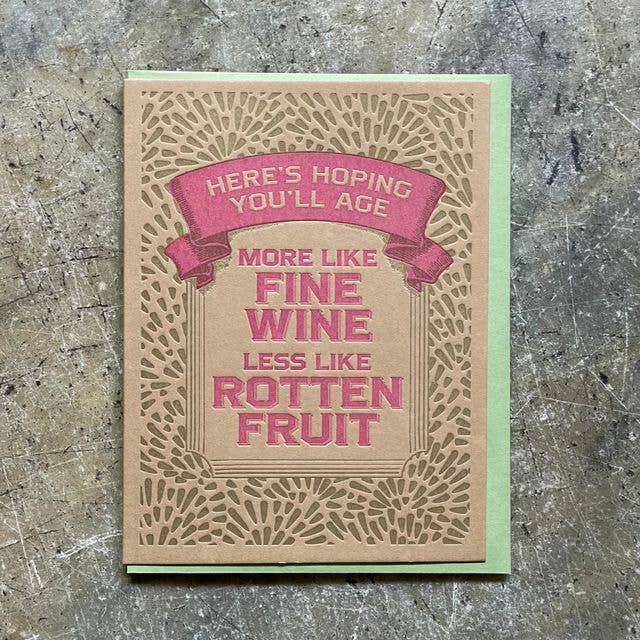 HERE'S HOPING
YOU'LL AGE
MORE LIKE
FINE
WINE
LESS LIKE
ROTTEN
FRUIT